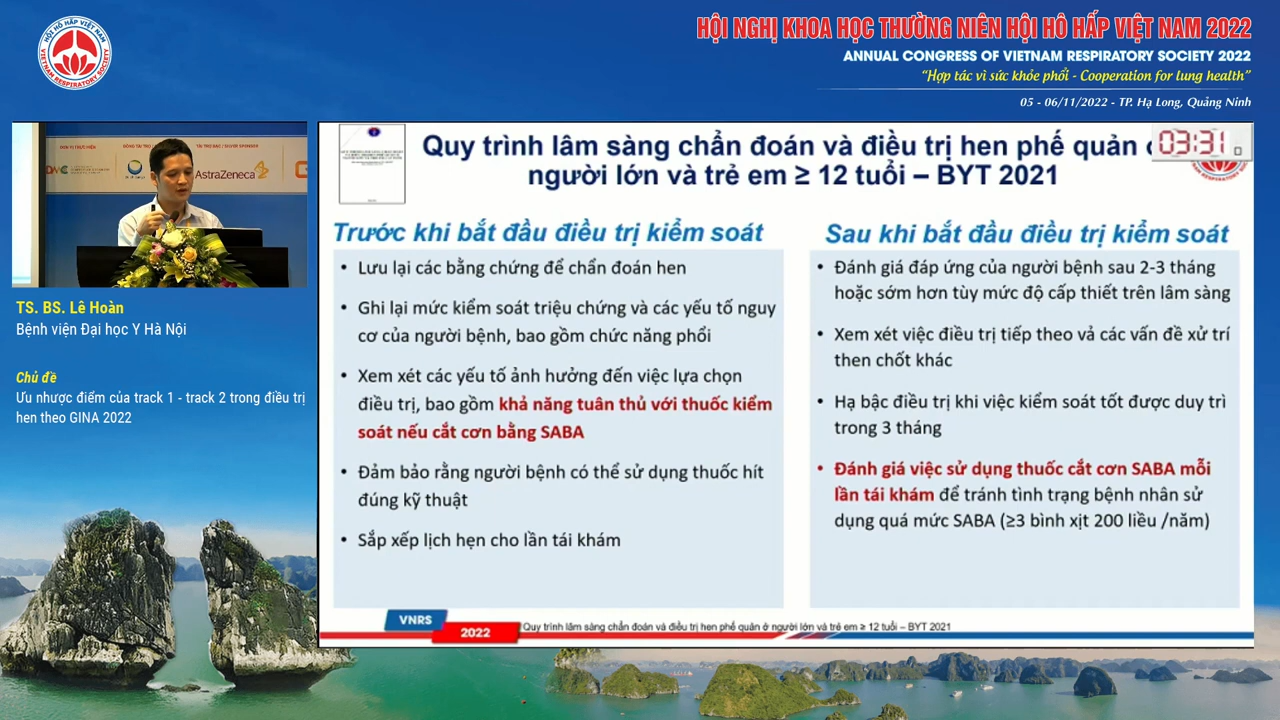 HỘI HÔ HẤP VIỆT NAM
VIETNAM RESPIRATORY SOCIETY
HỘI NGHỊ KHOA HỌC THƯỜNG NIÊN HỘI HÔ HẤP VIỆT NAM 2022
ANNUAL CONGRESS OF VIETNAM RESPIRATORY SOCIETY 2022
“Hợp tác vì sức khỏe phổi - Cooperation for lung health”
05 - 06/11/2022 - TP. Hạ Long, Quảng Ninh
AstraZeneca
TS. BS. Lê Hoàn
Bệnh viện Đại học Y Hà Nội
Chủ đề
Ưu nhược điểm của track 1 - track 2 trong điều trị
hen theo GINA 2022
Quy trình lâm sàng chẩn đoán và điều trị hen phế quản
03:31
người lớn và trẻ em ≥ 12 tuổi – BYT 2021
Trước khi bắt đầu điều trị kiểm soát
• Lưu lại các bằng chứng để chẩn đoán hen
• Ghi lại mức kiểm soát triệu chứng và các yếu tố nguy
cơ của người bệnh, bao gồm chức năng phổi
• Xem xét các yếu tố ảnh hưởng đến việc lựa chọn
điều trị, bao gồm khả năng tuân thủ với thuốc kiểm
soát nếu cắt cơn bằng SABA
• Đảm bảo rằng người bệnh có thể sử dụng thuốc hít
đúng kỹ thuật
• Sắp xếp lịch hẹn cho lần tái khám
Sau khi bắt đầu điều trị kiểm soát
• Đánh giá đáp ứng của người bệnh sau 2-3 tháng
hoặc sớm hơn tùy mức độ cấp thiết trên lâm sàng
• Xem xét việc điều trị tiếp theo vả các vấn đề xử trí
then chốt khác
• Hạ bậc điều trị khi việc kiểm soát tốt được duy trì
trong 3 tháng
• Đánh giá việc sử dụng thuốc cắt cơn SABA mỗi
lần tái khám để tránh tình trạng bệnh nhân sử
dụng quá mức SABA (≥3 bình xịt 200 liều /năm)
VNRS
2022
Quy trình lâm sàng chẩn đoán và điều trị hen phế quản ở người lớn và trẻ em ≥ 12 tuổi – BYT 2021